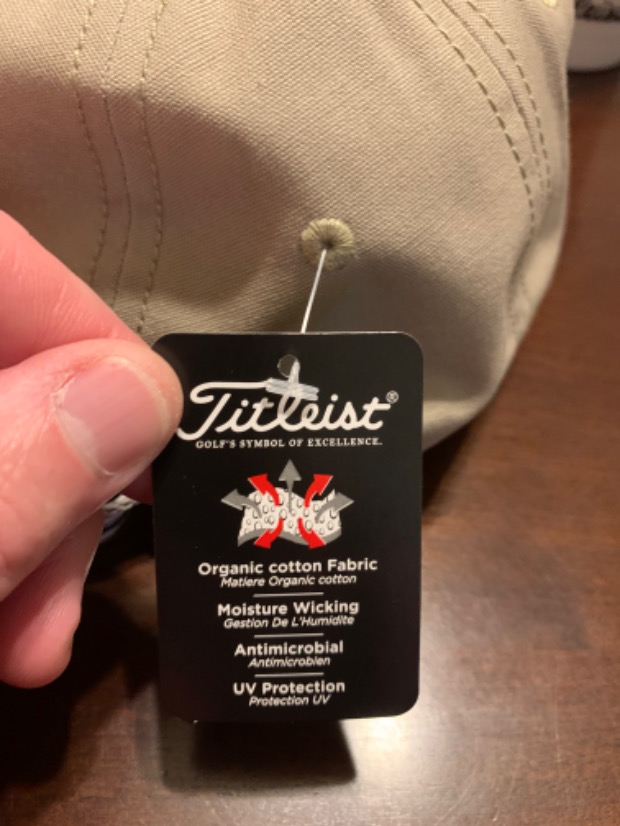 Titleist®
GOLF'S SYMBOL OF EXCELLENCE.
Organic cotton Fabric
Matiere Organic cotton
Moisture Wicking
Gestion De L'Humidite
Antimicrobial
Antimicrobien
UV Protection
Protection UV